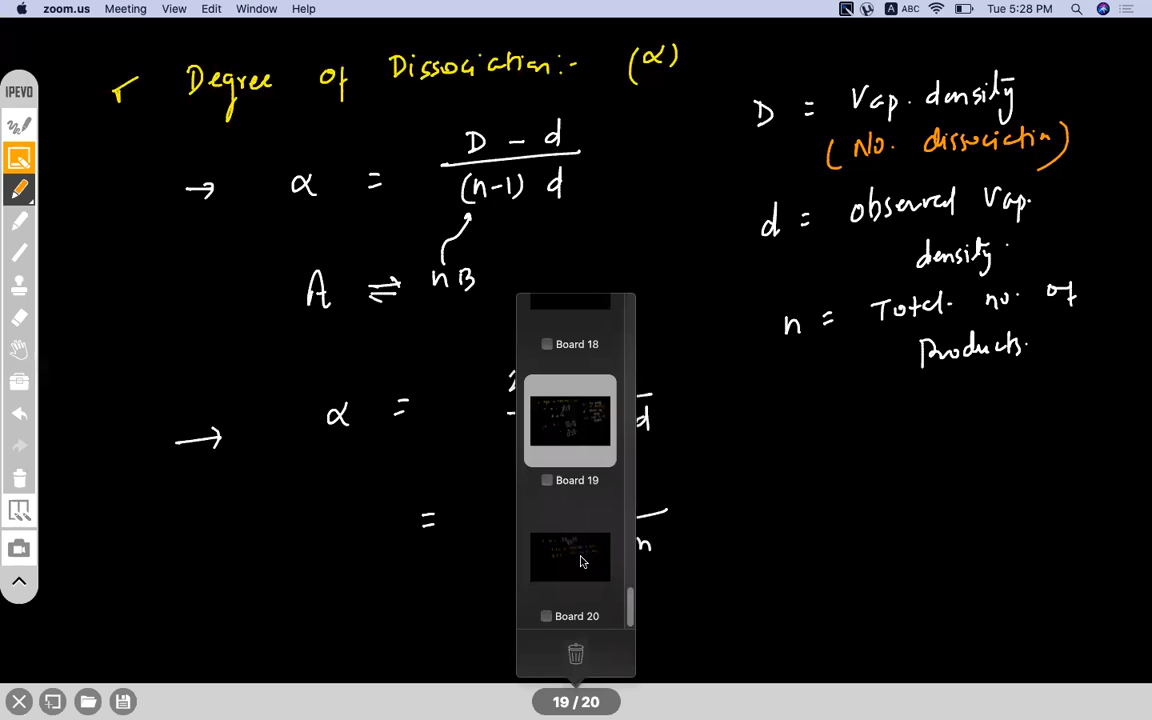 zoom.us Meeting View Edit Window Help
A ABC Tue 5:28 PM
IPEVO
Degree of Dissociation:- (α)
D = Vap. density
(No. dissociation)
→ α = D - d
(n-1) d
d = observed Vap.
density.
A ⇌ nB
n = Total no. of
Products.
Board 18
→ α =
d
Board 19
=
n
Board 20
19 / 20